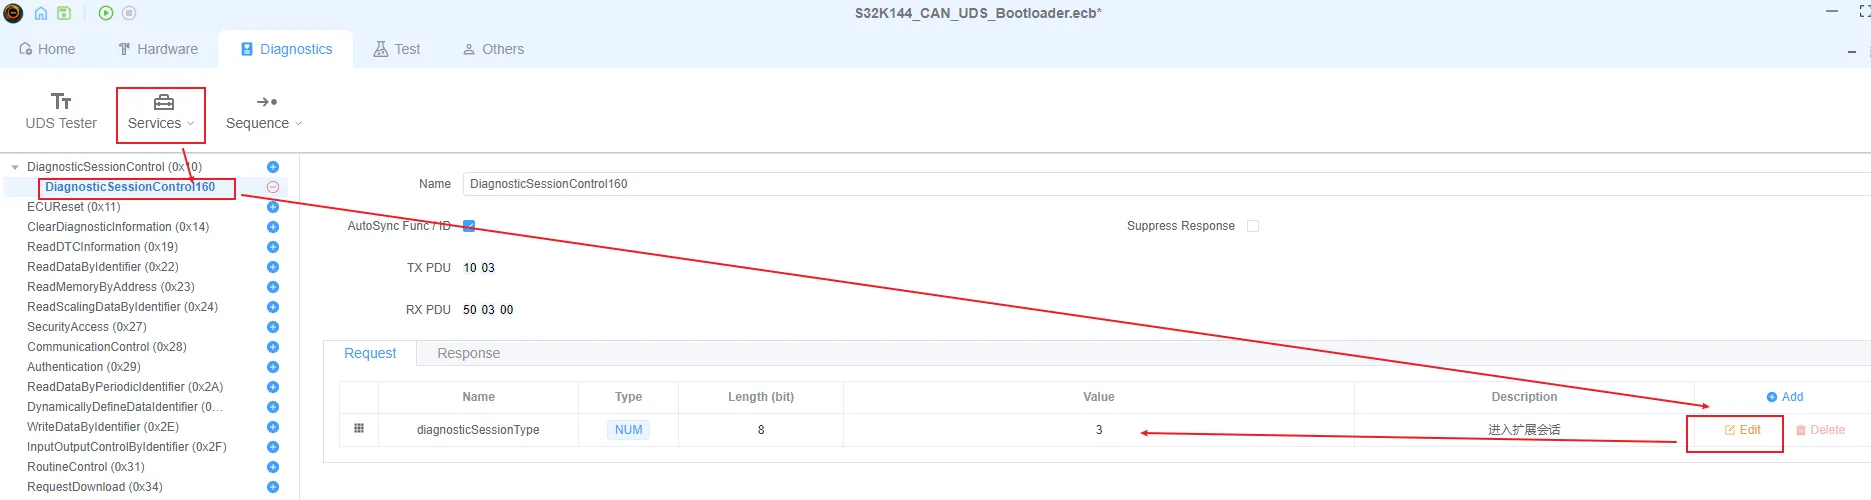 S32K144_CAN_UDS_Bootloader.ecb*
Home Hardware Diagnostics Test Others
UDS Tester Services Sequence
DiagnosticSessionControl (0x10)
DiagnosticSessionControl160
ECUReset (0x11)
ClearDiagnosticInformation (0x14)
ReadDTCInformation (0x19)
ReadDataByIdentifier (0x22)
ReadMemoryByAddress (0x23)
ReadScalingDataByIdentifier (0x24)
SecurityAccess (0x27)
CommunicationControl (0x28)
Authentication (0x29)
ReadDataByPeriodicIdentifier (0x2A)
DynamicallyDefineDataIdentifier (0...
WriteDataByIdentifier (0x2E)
InputOutputControlByIdentifier (0x2F)
RoutineControl (0x31)
RequestDownload (0x34)
Name DiagnosticSessionControl160
AutoSync Func / ID Suppress Response
TX PDU 10 03
RX PDU 50 03 00
Request Response
Name Type Length (bit) Value Description Add
diagnosticSessionType NUM 8 3 进入扩展会话 Edit Delete